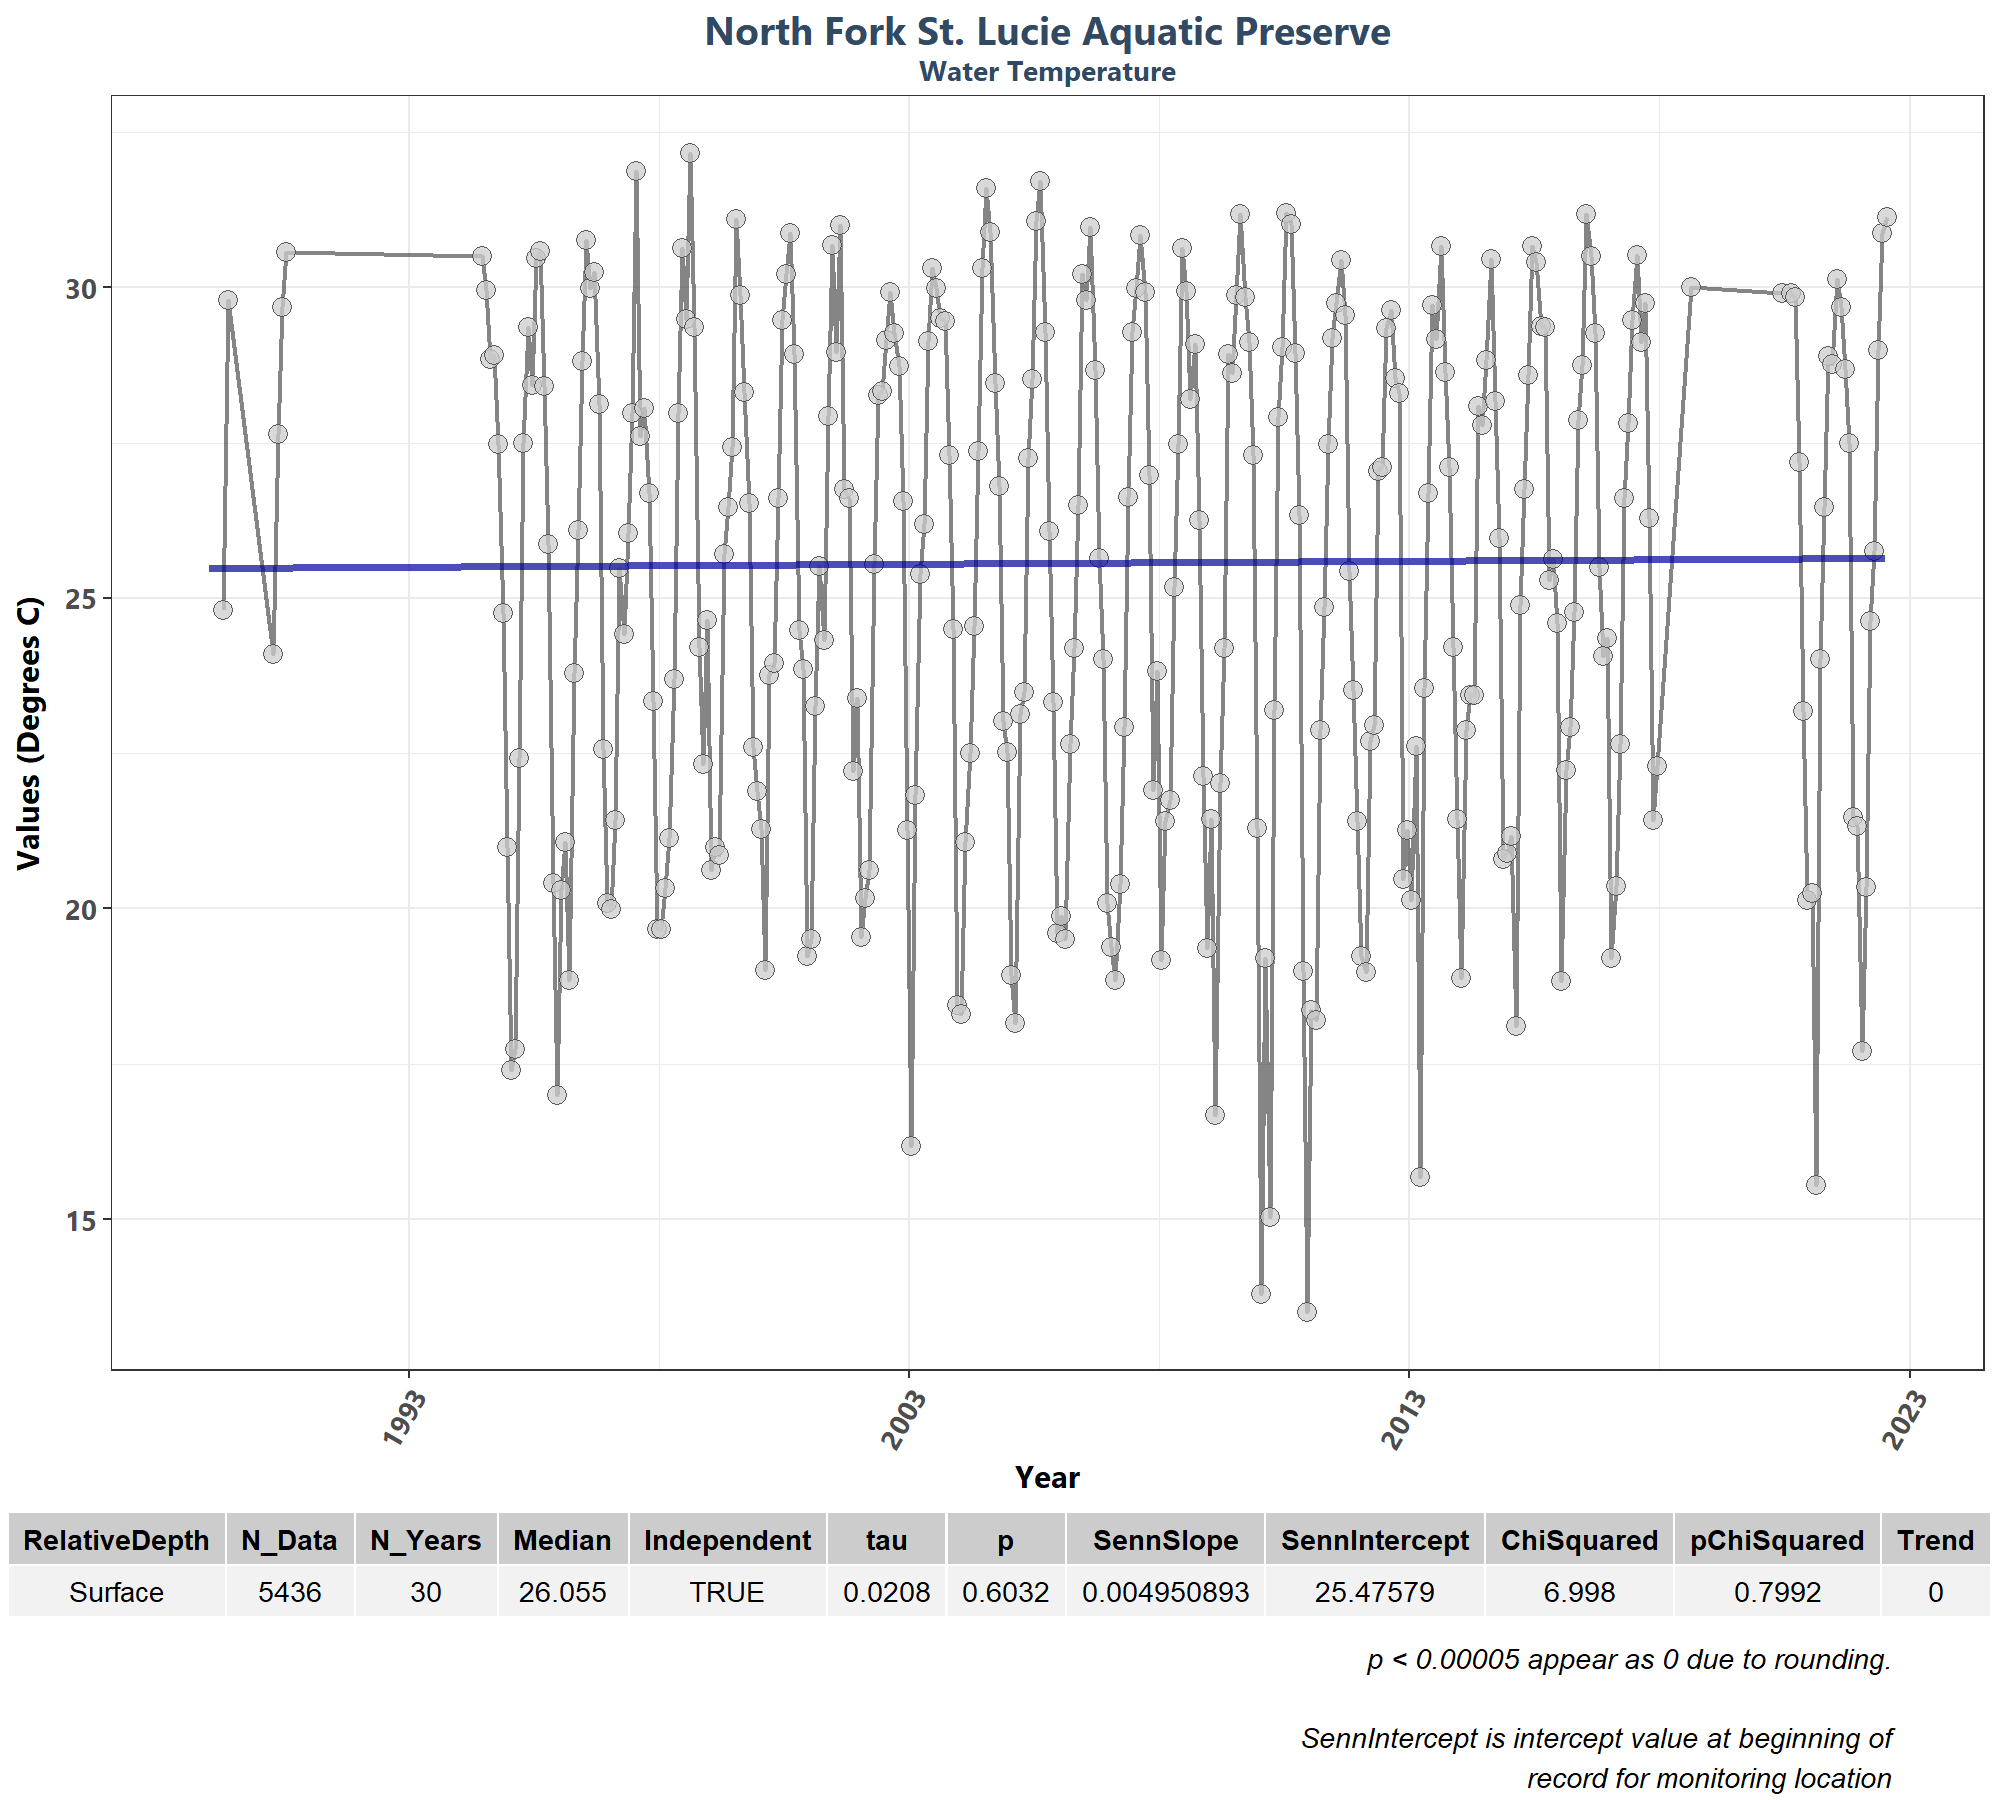 North Fork St. Lucie Aquatic Preserve
Water Temperature
Values (Degrees C)
30
25
20
15
1993
2003
2013
2023
Year
RelativeDepth N_Data N_Years Median Independent tau p SennSlope SennIntercept ChiSquared pChiSquared Trend
Surface 5436 30 26.055 TRUE 0.0208 0.6032 0.004950893 25.47579 6.998 0.7992 0
p < 0.00005 appear as 0 due to rounding.
SennIntercept is intercept value at beginning of
record for monitoring location